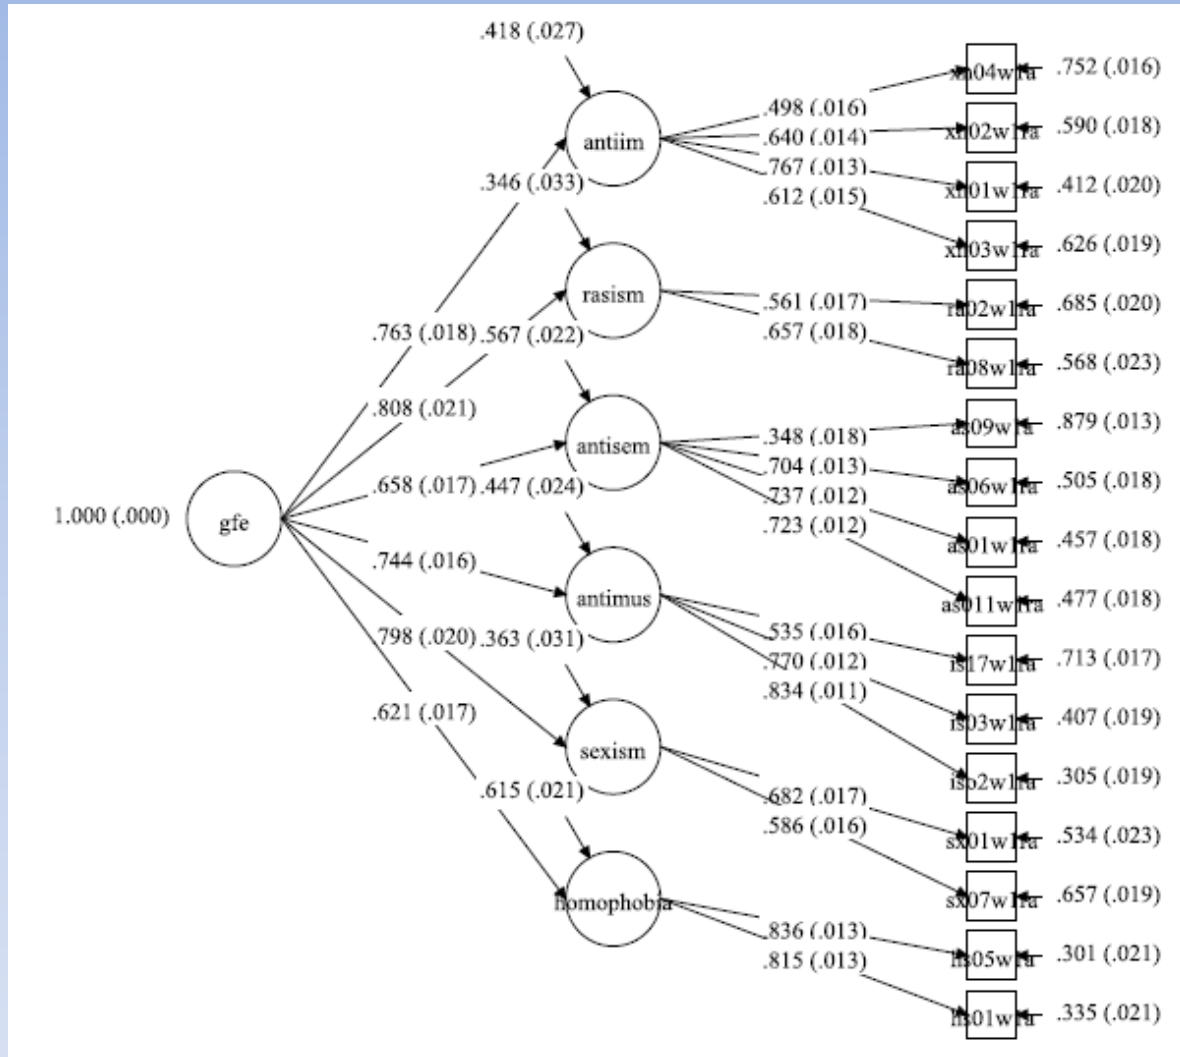 .418 (.027)
.752 (.016)
.498 (.016)
.590 (.018)
antiim
.640 (.014)
.767 (.013)
.346 (.033)
.412 (.020)
.612 (.015)
.626 (.019)
rasism
.561 (.017)
ra02w1ra
.685 (.020)
.763 (.018)
.567 (.022)
.657 (.018)
ra08w1ra
.568 (.023)
.808 (.021)
as09w1ra
.879 (.013)
antisem
.348 (.018)
.704 (.013)
.658 (.017)
.447 (.024)
as06w1ra
.505 (.018)
.737 (.012)
1.000 (.000)
gfe
.723 (.012)
as01w1ra
.457 (.018)
.744 (.016)
antimus
as011w1ra
.477 (.018)
.798 (.020)
.363 (.031)
.535 (.016)
.770 (.012)
is17w1ra
.713 (.017)
.834 (.011)
.621 (.017)
is03w1ra
.407 (.019)
sexism
iso2w1ra
.305 (.019)
.615 (.021)
.682 (.017)
.586 (.016)
sx01w1ra
.534 (.023)
homophobia
sx07w1ra
.657 (.019)
.836 (.013)
.815 (.013)
hs05w1ra
.301 (.021)
hs01w1ra
.335 (.021)